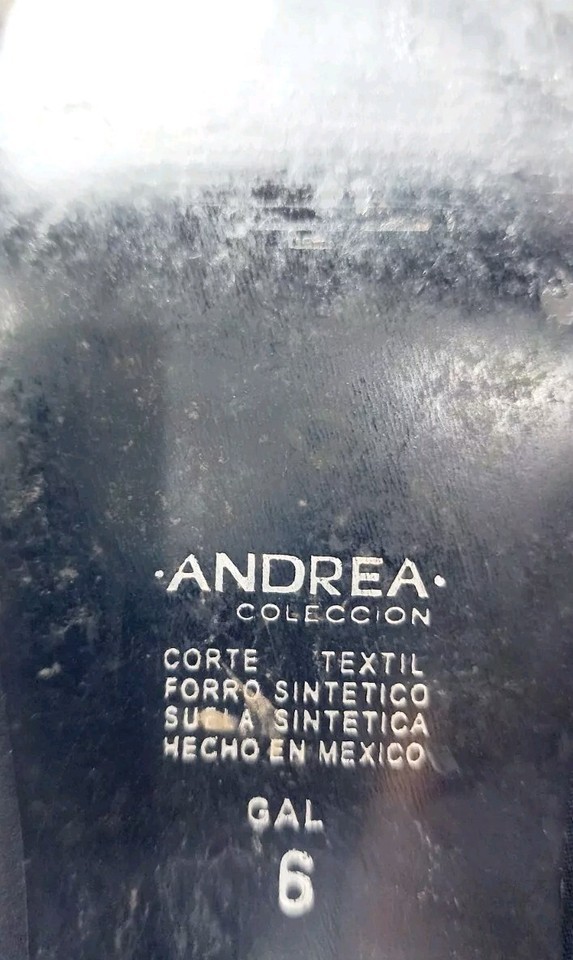 ·ANDREA·
COLECCION
CORTE TEXTIL
FORRO SINTETICO
SUELA SINTETICA
HECHO EN MEXICO
GAL
6